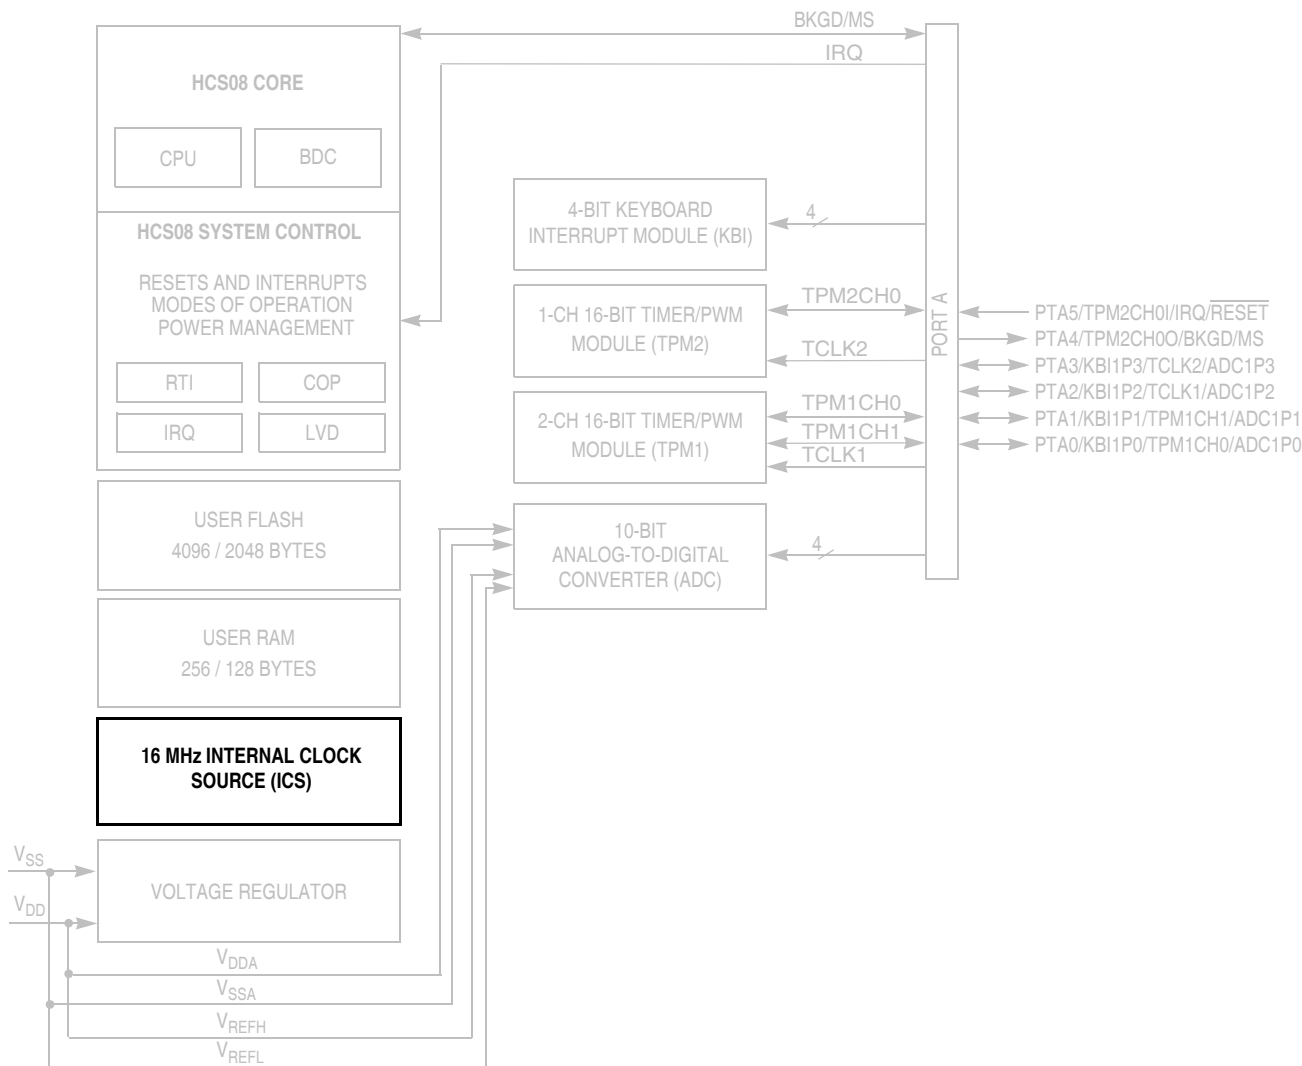 BKGD/MS
IRQ
HCS08 CORE
CPU
BDC
HCS08 SYSTEM CONTROL
RESETS AND INTERRUPTS
MODES OF OPERATION
POWER MANAGEMENT
RTI
COP
IRQ
LVD
USER FLASH
4096 / 2048 BYTES
USER RAM
256 / 128 BYTES
16 MHz INTERNAL CLOCK
SOURCE (ICS)
VOLTAGE REGULATOR
VSS
VDD
VDDA
VSSA
VREFH
VREFL
4-BIT KEYBOARD
INTERRUPT MODULE (KBI)
4
1-CH 16-BIT TIMER/PWM
MODULE (TPM2)
TPM2CH0
TCLK2
2-CH 16-BIT TIMER/PWM
MODULE (TPM1)
TPM1CH0
TPM1CH1
TCLK1
10-BIT
ANALOG-TO-DIGITAL
CONVERTER (ADC)
4
PORT A
PTA5/TPM2CH0I/IRQ/RESET
PTA4/TPM2CH0O/BKGD/MS
PTA3/KBI1P3/TCLK2/ADC1P3
PTA2/KBI1P2/TCLK1/ADC1P2
PTA1/KBI1P1/TPM1CH1/ADC1P1
PTA0/KBI1P0/TPM1CH0/ADC1P0